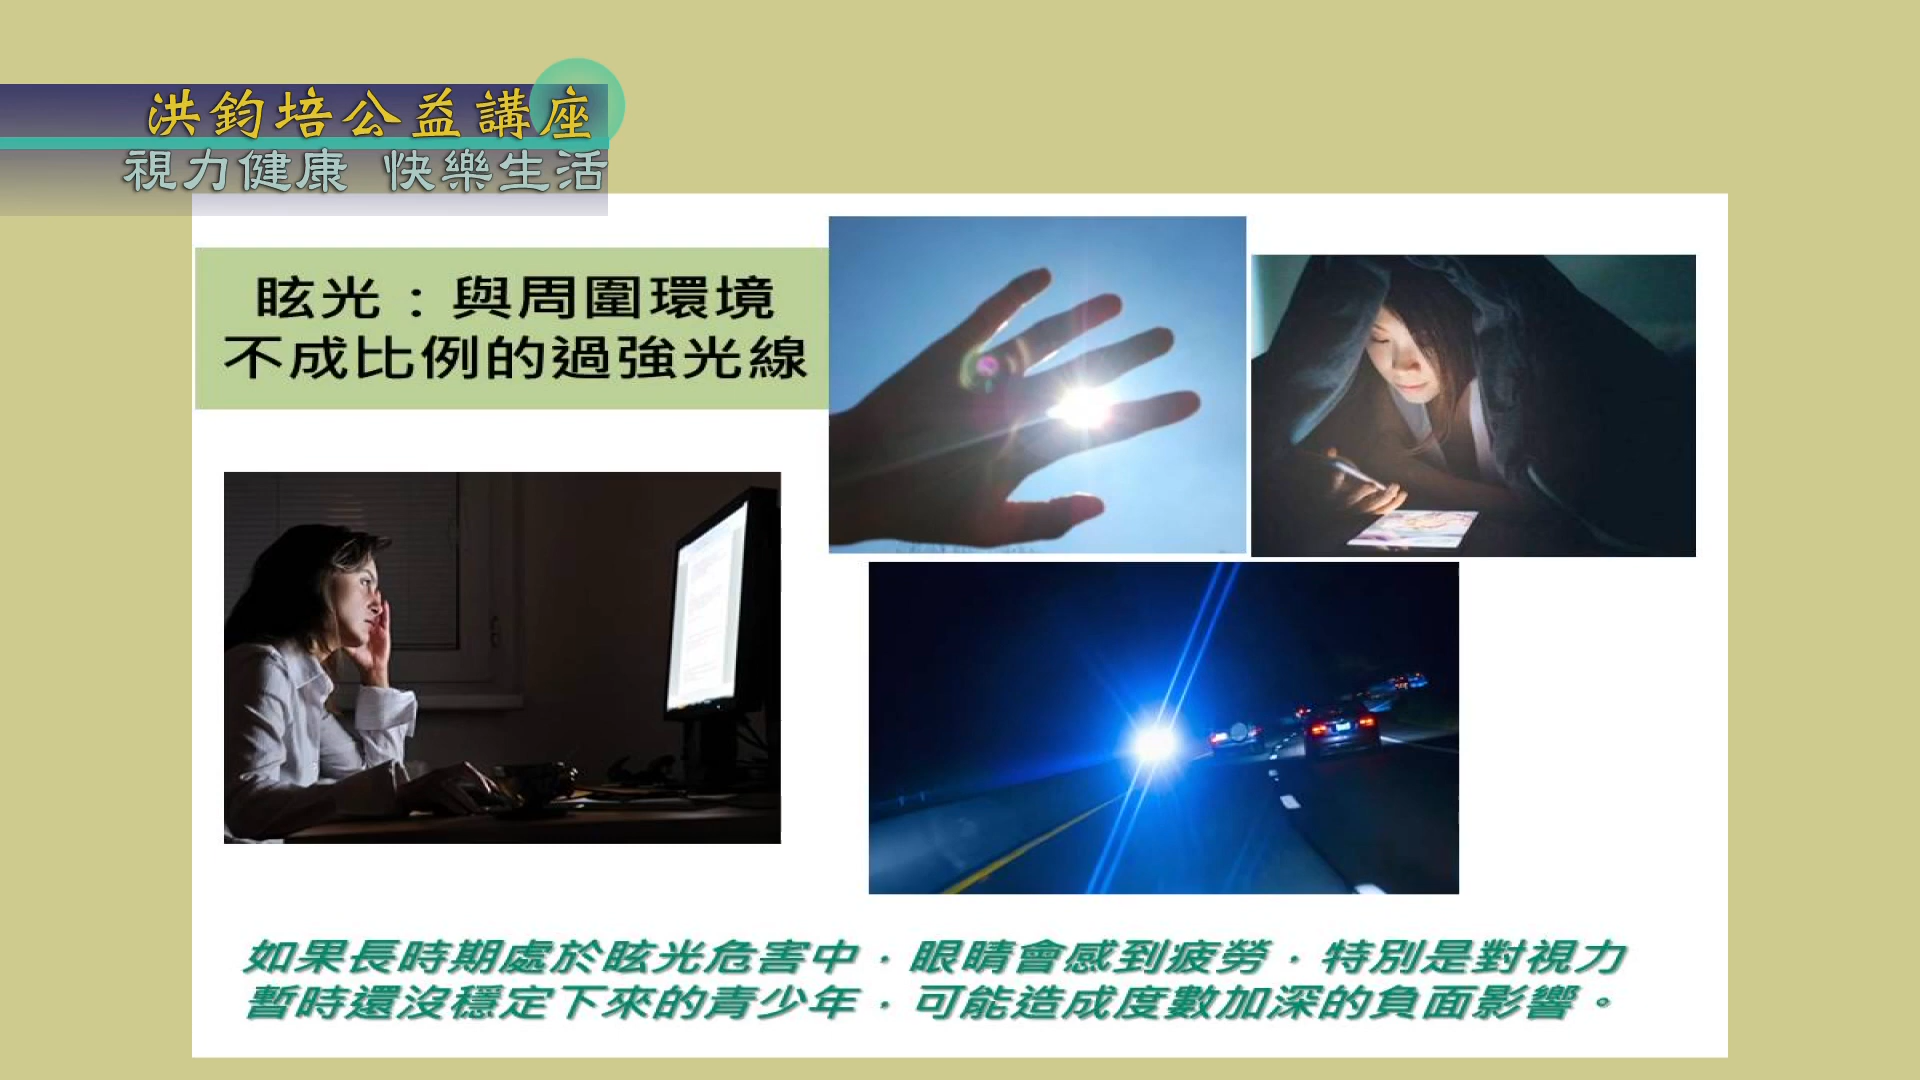 洪鈞培公益講座
視力健康 快樂生活
眩光：與周圍環境
不成比例的過強光線
如果長時期處於眩光危害中，眼睛會感到疲勞，特別是對視力
暫時還沒穩定下來的青少年，可能造成度數加深的負面影響。